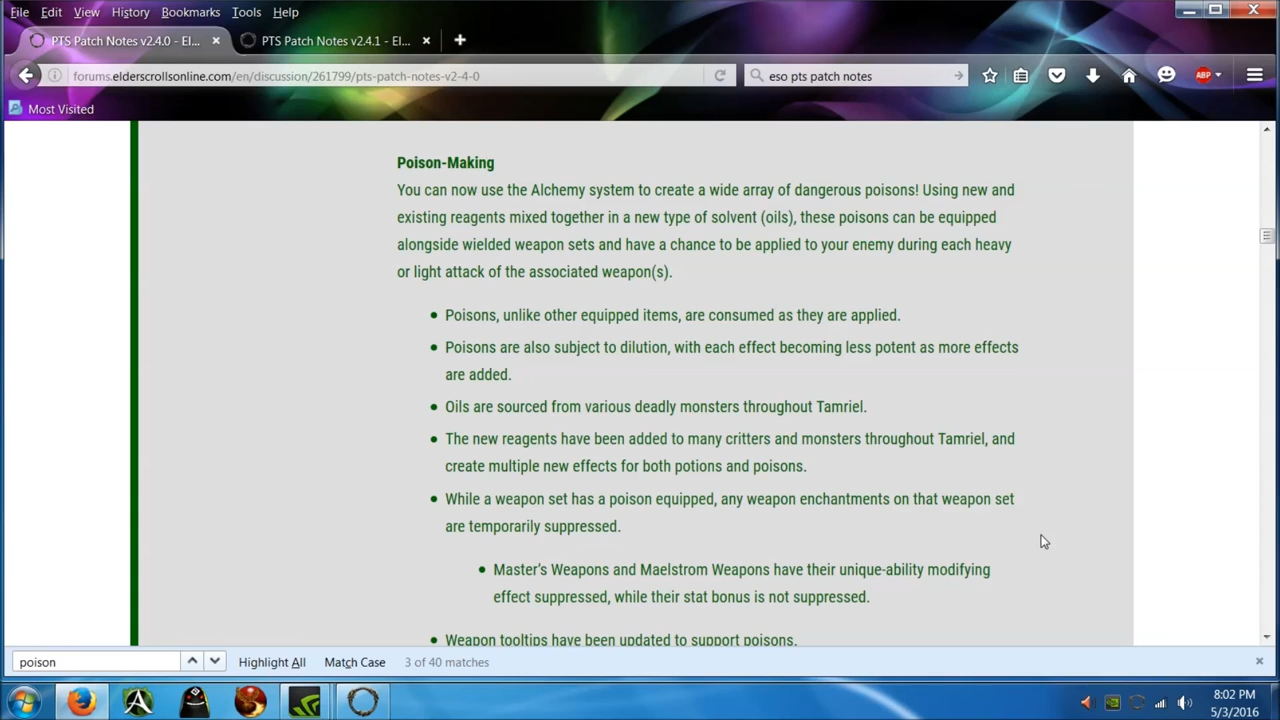 File Edit View History Bookmarks Tools Help
PTS Patch Notes v2.4.0 - El... × PTS Patch Notes v2.4.1 - El... ×
forums.elderscrollsonline.com/en/discussion/261799/pts-patch-notes-v2-4-0 eso pts patch notes ABP
Most Visited
Poison-Making
You can now use the Alchemy system to create a wide array of dangerous poisons! Using new and
existing reagents mixed together in a new type of solvent (oils), these poisons can be equipped
alongside wielded weapon sets and have a chance to be applied to your enemy during each heavy
or light attack of the associated weapon(s).
• Poisons, unlike other equipped items, are consumed as they are applied.
• Poisons are also subject to dilution, with each effect becoming less potent as more effects
are added.
• Oils are sourced from various deadly monsters throughout Tamriel.
• The new reagents have been added to many critters and monsters throughout Tamriel, and
create multiple new effects for both potions and poisons.
• While a weapon set has a poison equipped, any weapon enchantments on that weapon set
are temporarily suppressed.
• Master's Weapons and Maelstrom Weapons have their unique-ability modifying
effect suppressed, while their stat bonus is not suppressed.
• Weapon tooltips have been updated to support poisons.
poison Highlight All Match Case 3 of 40 matches
8:02 PM
5/3/2016